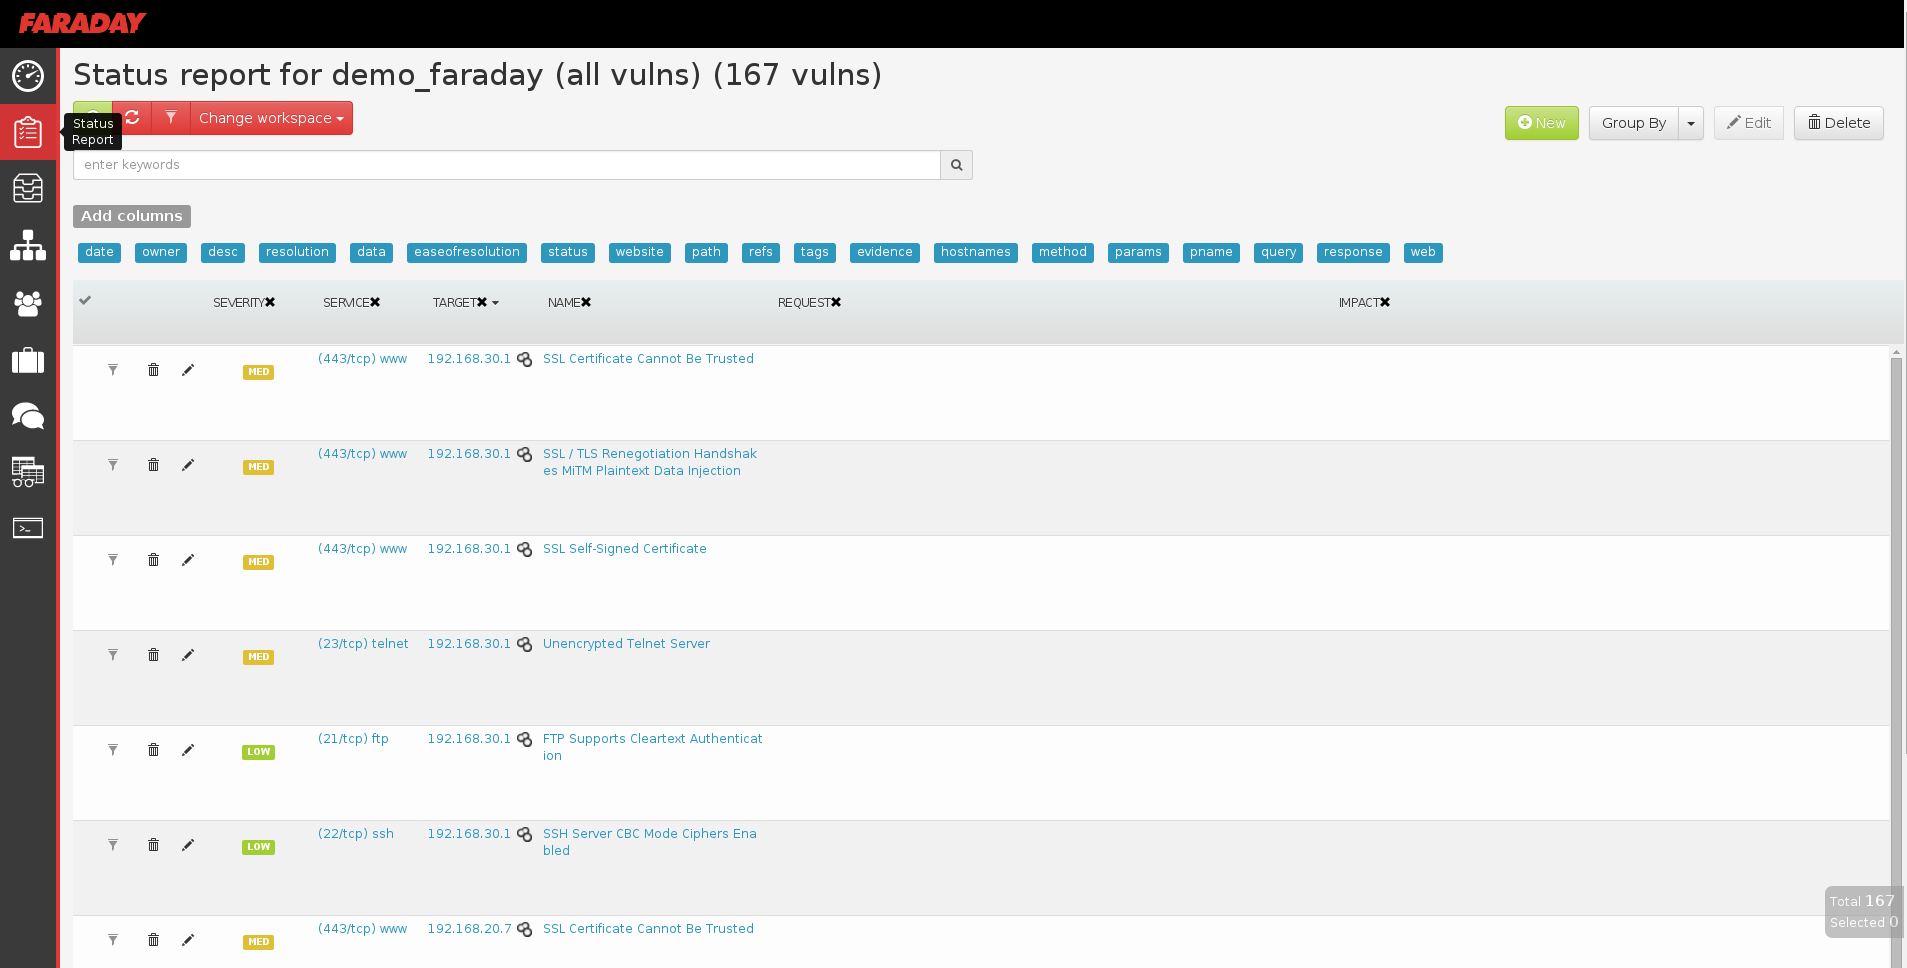 FARADAY
Status report for demo_faraday (all vulns) (167 vulns)
Change workspace
Status
Report
New
Group By
Edit
Delete
enter keywords
Add columns
date owner desc resolution data easeofresolution status website path refs tags evidence hostnames method params pname query response web
SEVERITY SERVICE TARGET NAME REQUEST IMPACT
MED (443/tcp) www 192.168.30.1 SSL Certificate Cannot Be Trusted
MED (443/tcp) www 192.168.30.1 SSL / TLS Renegotiation Handshak
es MiTM Plaintext Data Injection
MED (443/tcp) www 192.168.30.1 SSL Self-Signed Certificate
MED (23/tcp) telnet 192.168.30.1 Unencrypted Telnet Server
LOW (21/tcp) ftp 192.168.30.1 FTP Supports Cleartext Authenticat
ion
LOW (22/tcp) ssh 192.168.30.1 SSH Server CBC Mode Ciphers Ena
bled
MED (443/tcp) www 192.168.20.7 SSL Certificate Cannot Be Trusted
Total 167
Selected 0